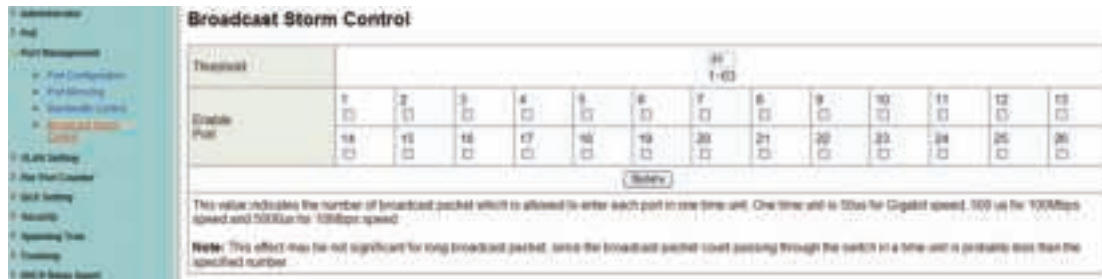 Administrator
PoE
Port Management
Port Configuration
Port Mirroring
Bandwidth Control
Broadcast Storm
Control
VLAN Setting
Per Port Counter
QoS Setting
Security
Spanning Tree
Trunking
Broadcast Storm Control
Threshold
1~63
Enable
Port
1 2 3 4 5 6 7 8 9 10 11 12 13
14 15 16 17 18 19 20 21 22 23 24 25 26
This value indicates the number of broadcast packet which is allowed to enter each port in one time unit. One time unit is 50us for Gigabit speed, 500 us for 100Mbps
speed and 5000us for 10Mbps speed
Note: This effect may be not significant for long broadcast packet, since the broadcast packet count passing through the switch in a time unit is probably less than the
specified number